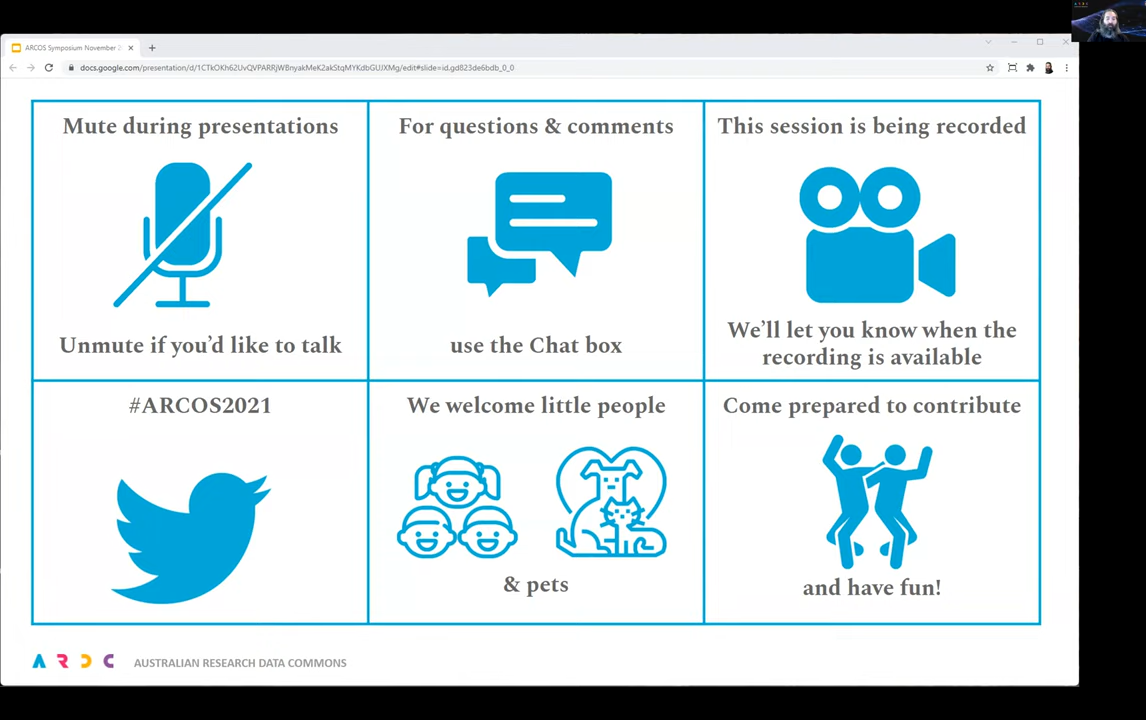 ARCOS Symposium November 2
docs.google.com/presentation/d/1CTkOKh62UvQVPARRjWBnyakMeK2akStqMYKdbGUJXMg/edit#slide=id.gd823de6bdb_0_0
Mute during presentations
Unmute if you’d like to talk
For questions & comments
use the Chat box
This session is being recorded
We’ll let you know when the
recording is available
#ARCOS2021
We welcome little people
& pets
Come prepared to contribute
and have fun!
ARDC AUSTRALIAN RESEARCH DATA COMMONS